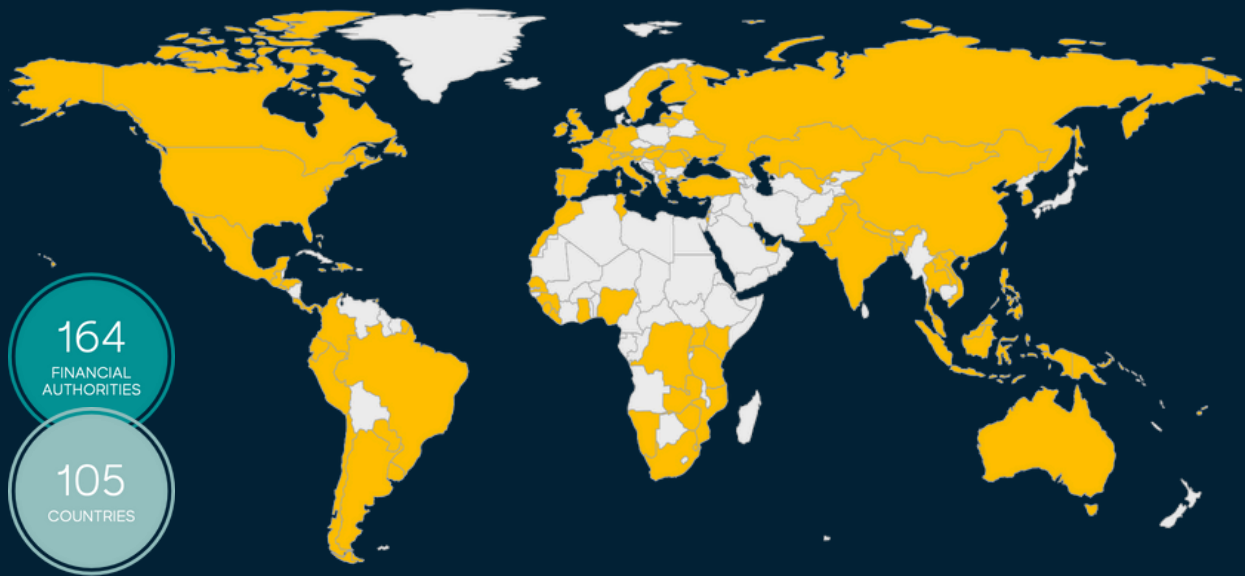 164
FINANCIAL
AUTHORITIES
105
COUNTRIES